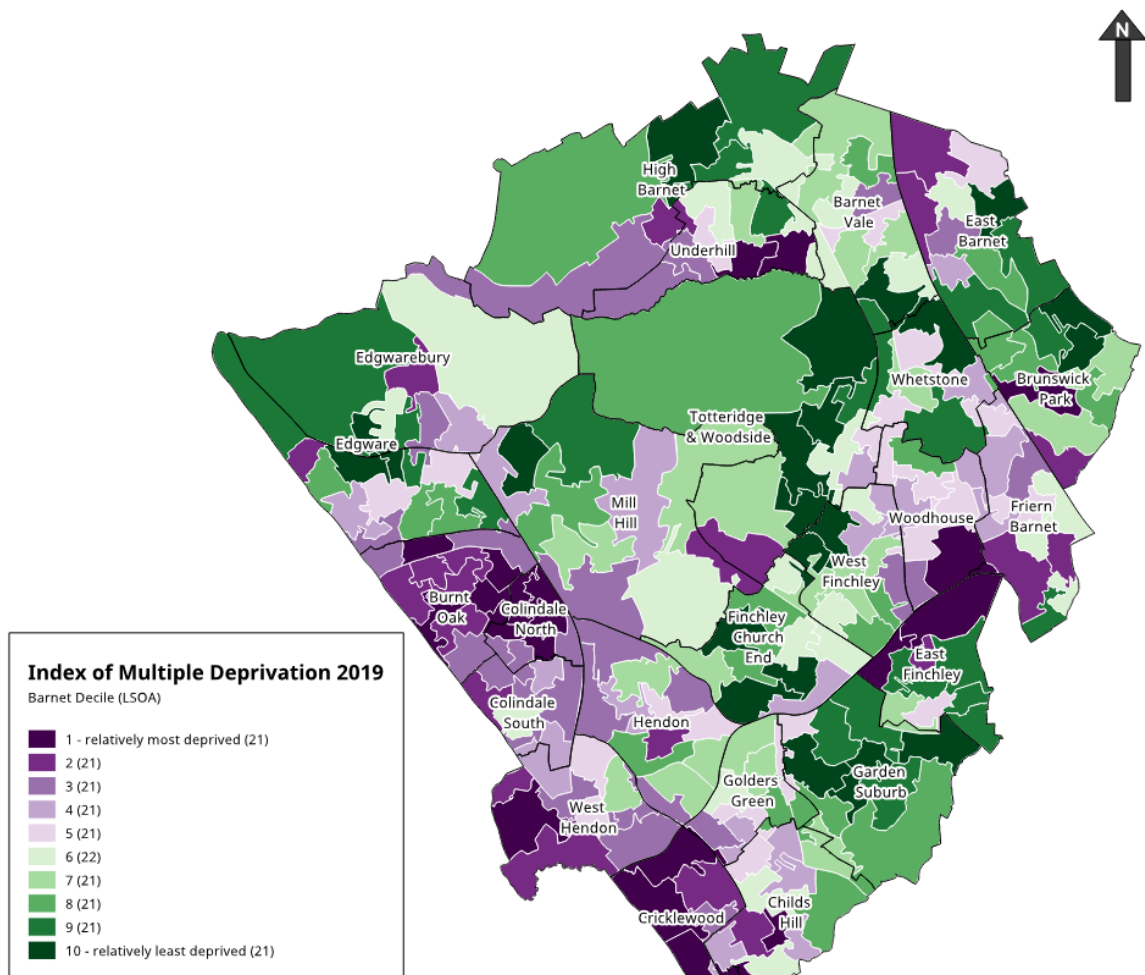 N
High
Barnet
Barnet
Vale
East
Barnet
Underhill
Edgwarebury
Whetstone
Brunswick
Park
Totteridge
& Woodside
Edgware
Mill
Hill
Woodhouse
Friern
Barnet
West
Finchley
Burnt
Oak
Colindale
North
Finchley
Church
End
East
Finchley
Colindale
South
Hendon
Golders
Green
Garden
Suburb
West
Hendon
Cricklewood
Childs
Hill
Index of Multiple Deprivation 2019
Barnet Decile (LSOA)
1 - relatively most deprived (21)
2 (21)
3 (21)
4 (21)
5 (21)
6 (22)
7 (21)
8 (21)
9 (21)
10 - relatively least deprived (21)